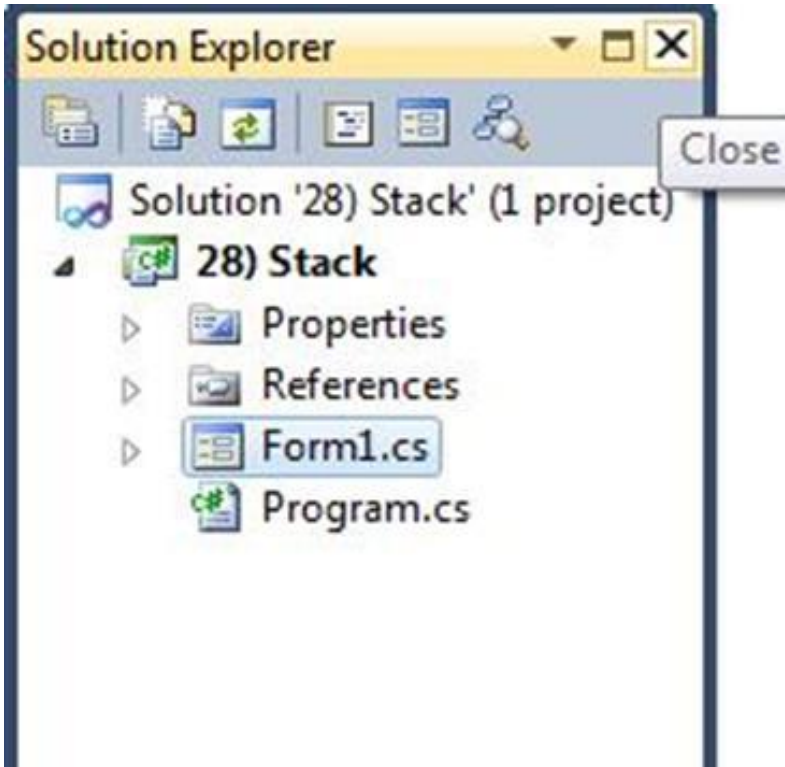 Solution Explorer
Close
Solution '28) Stack' (1 project)
28) Stack
Properties
References
Form1.cs
Program.cs